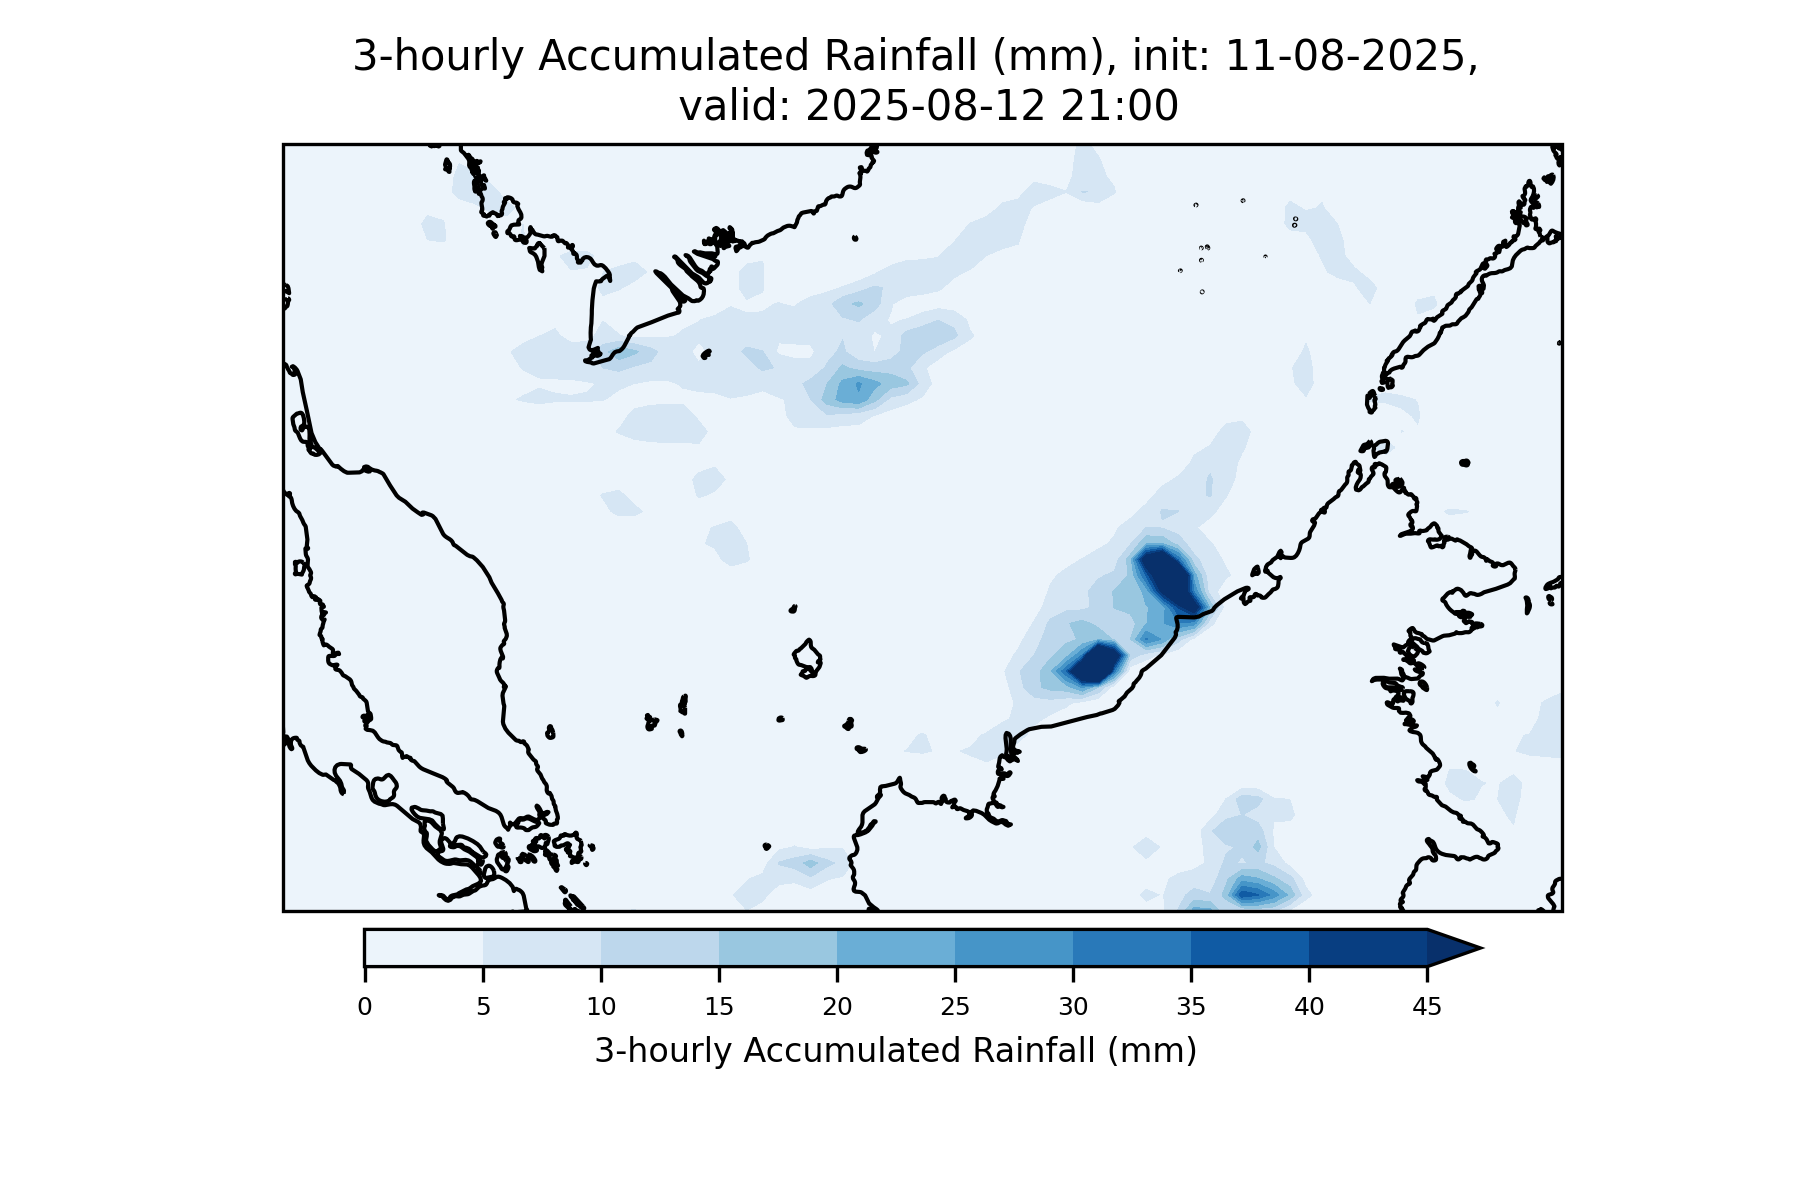 3-hourly Accumulated Rainfall (mm), init: 11-08-2025,
valid: 2025-08-12 21:00
0 5 10 15 20 25 30 35 40 45
3-hourly Accumulated Rainfall (mm)